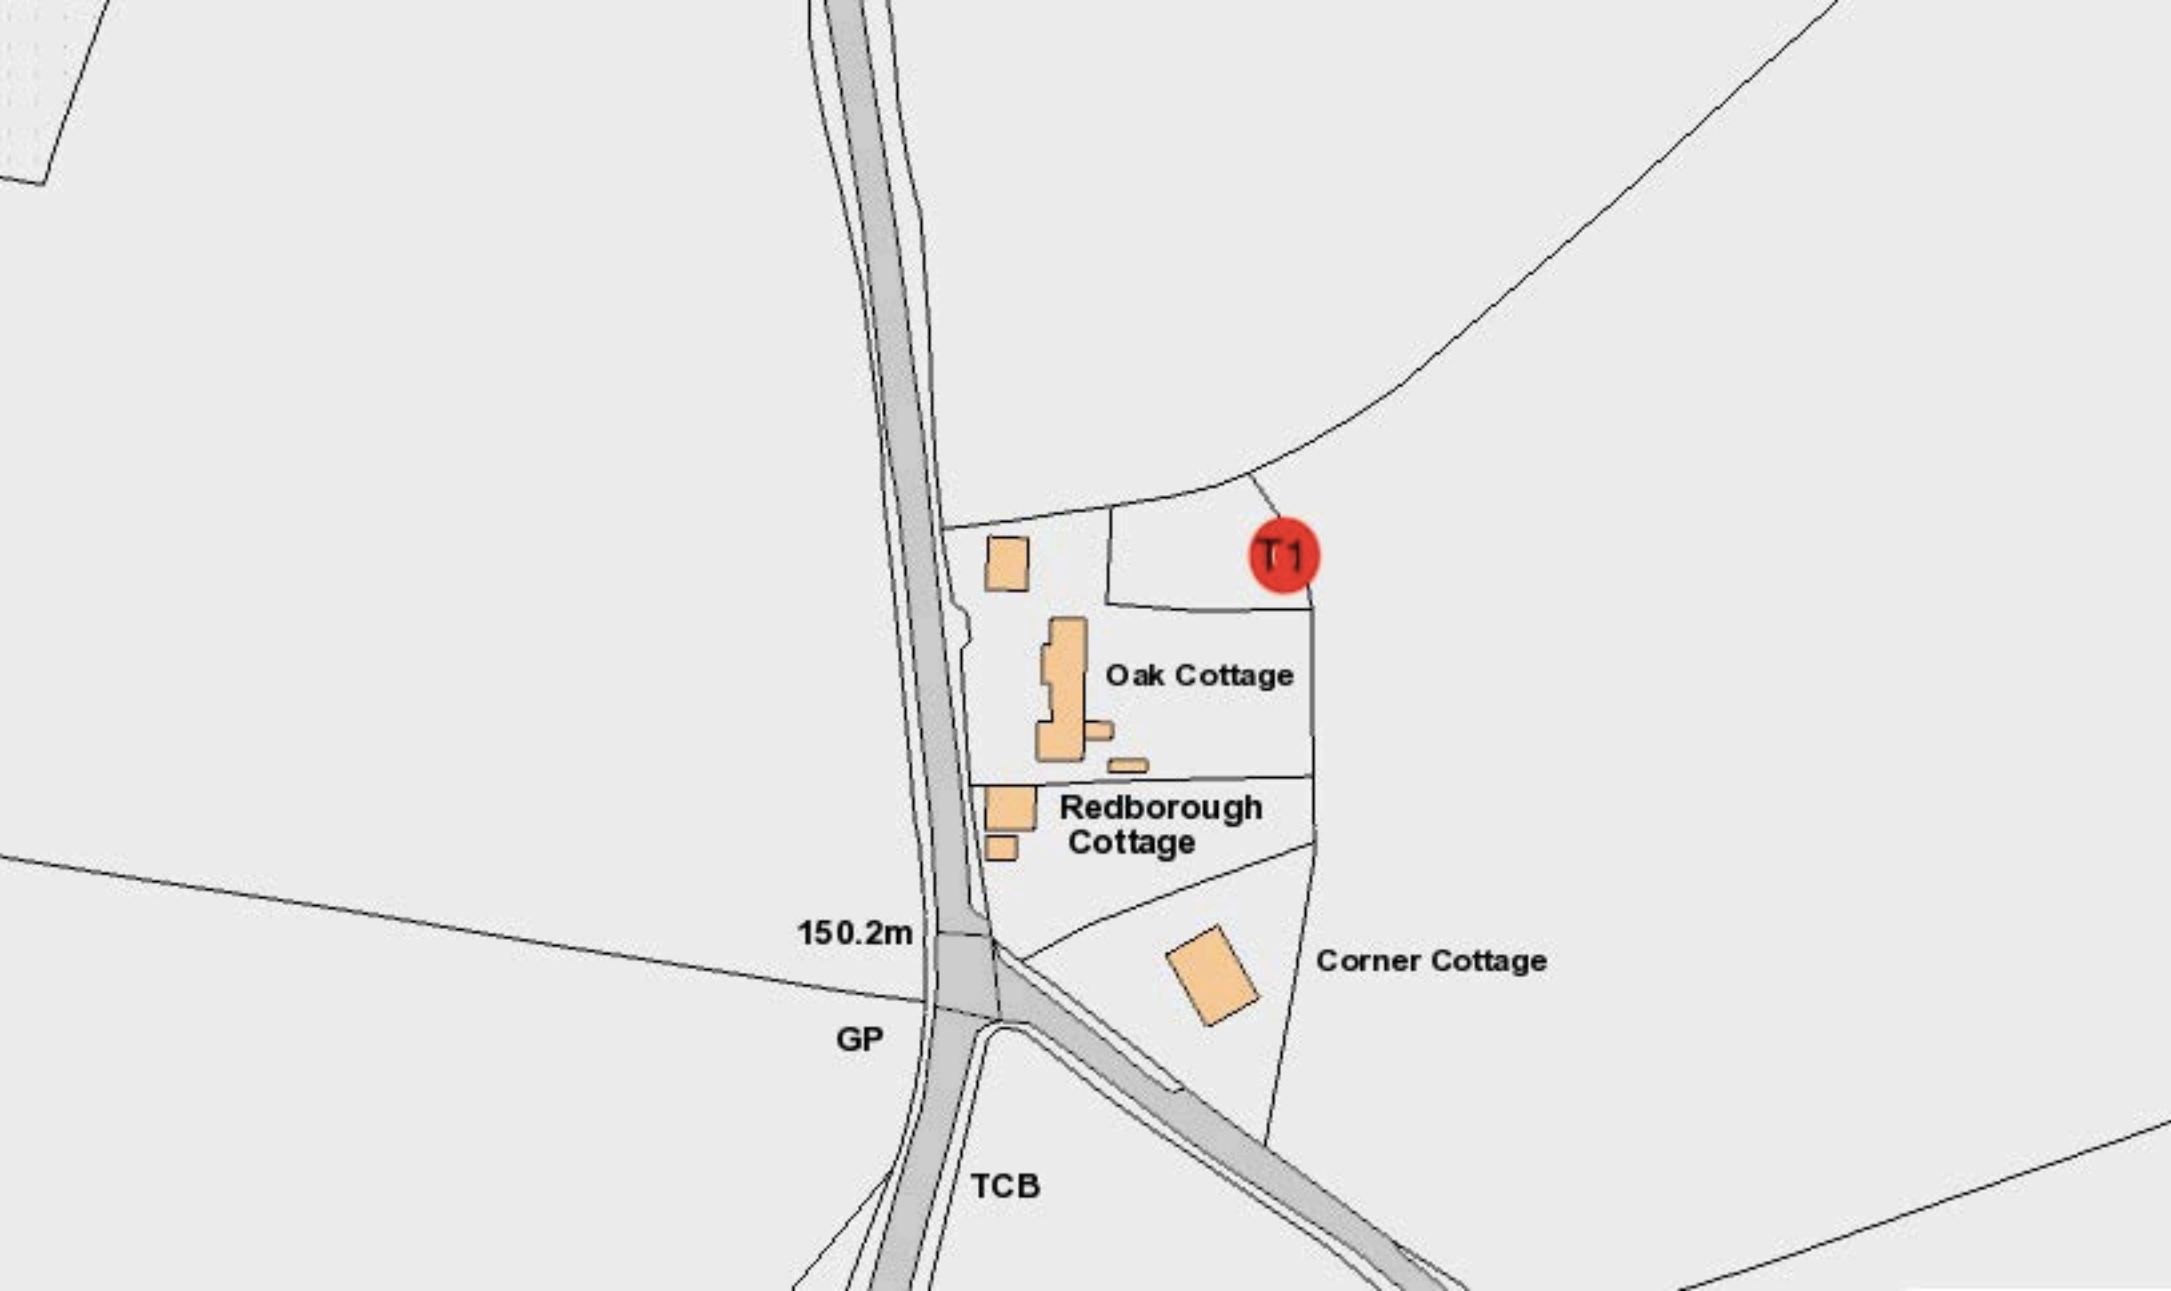 T1
Oak Cottage
Redborough
Cottage
150.2m
Corner Cottage
GP
TCB